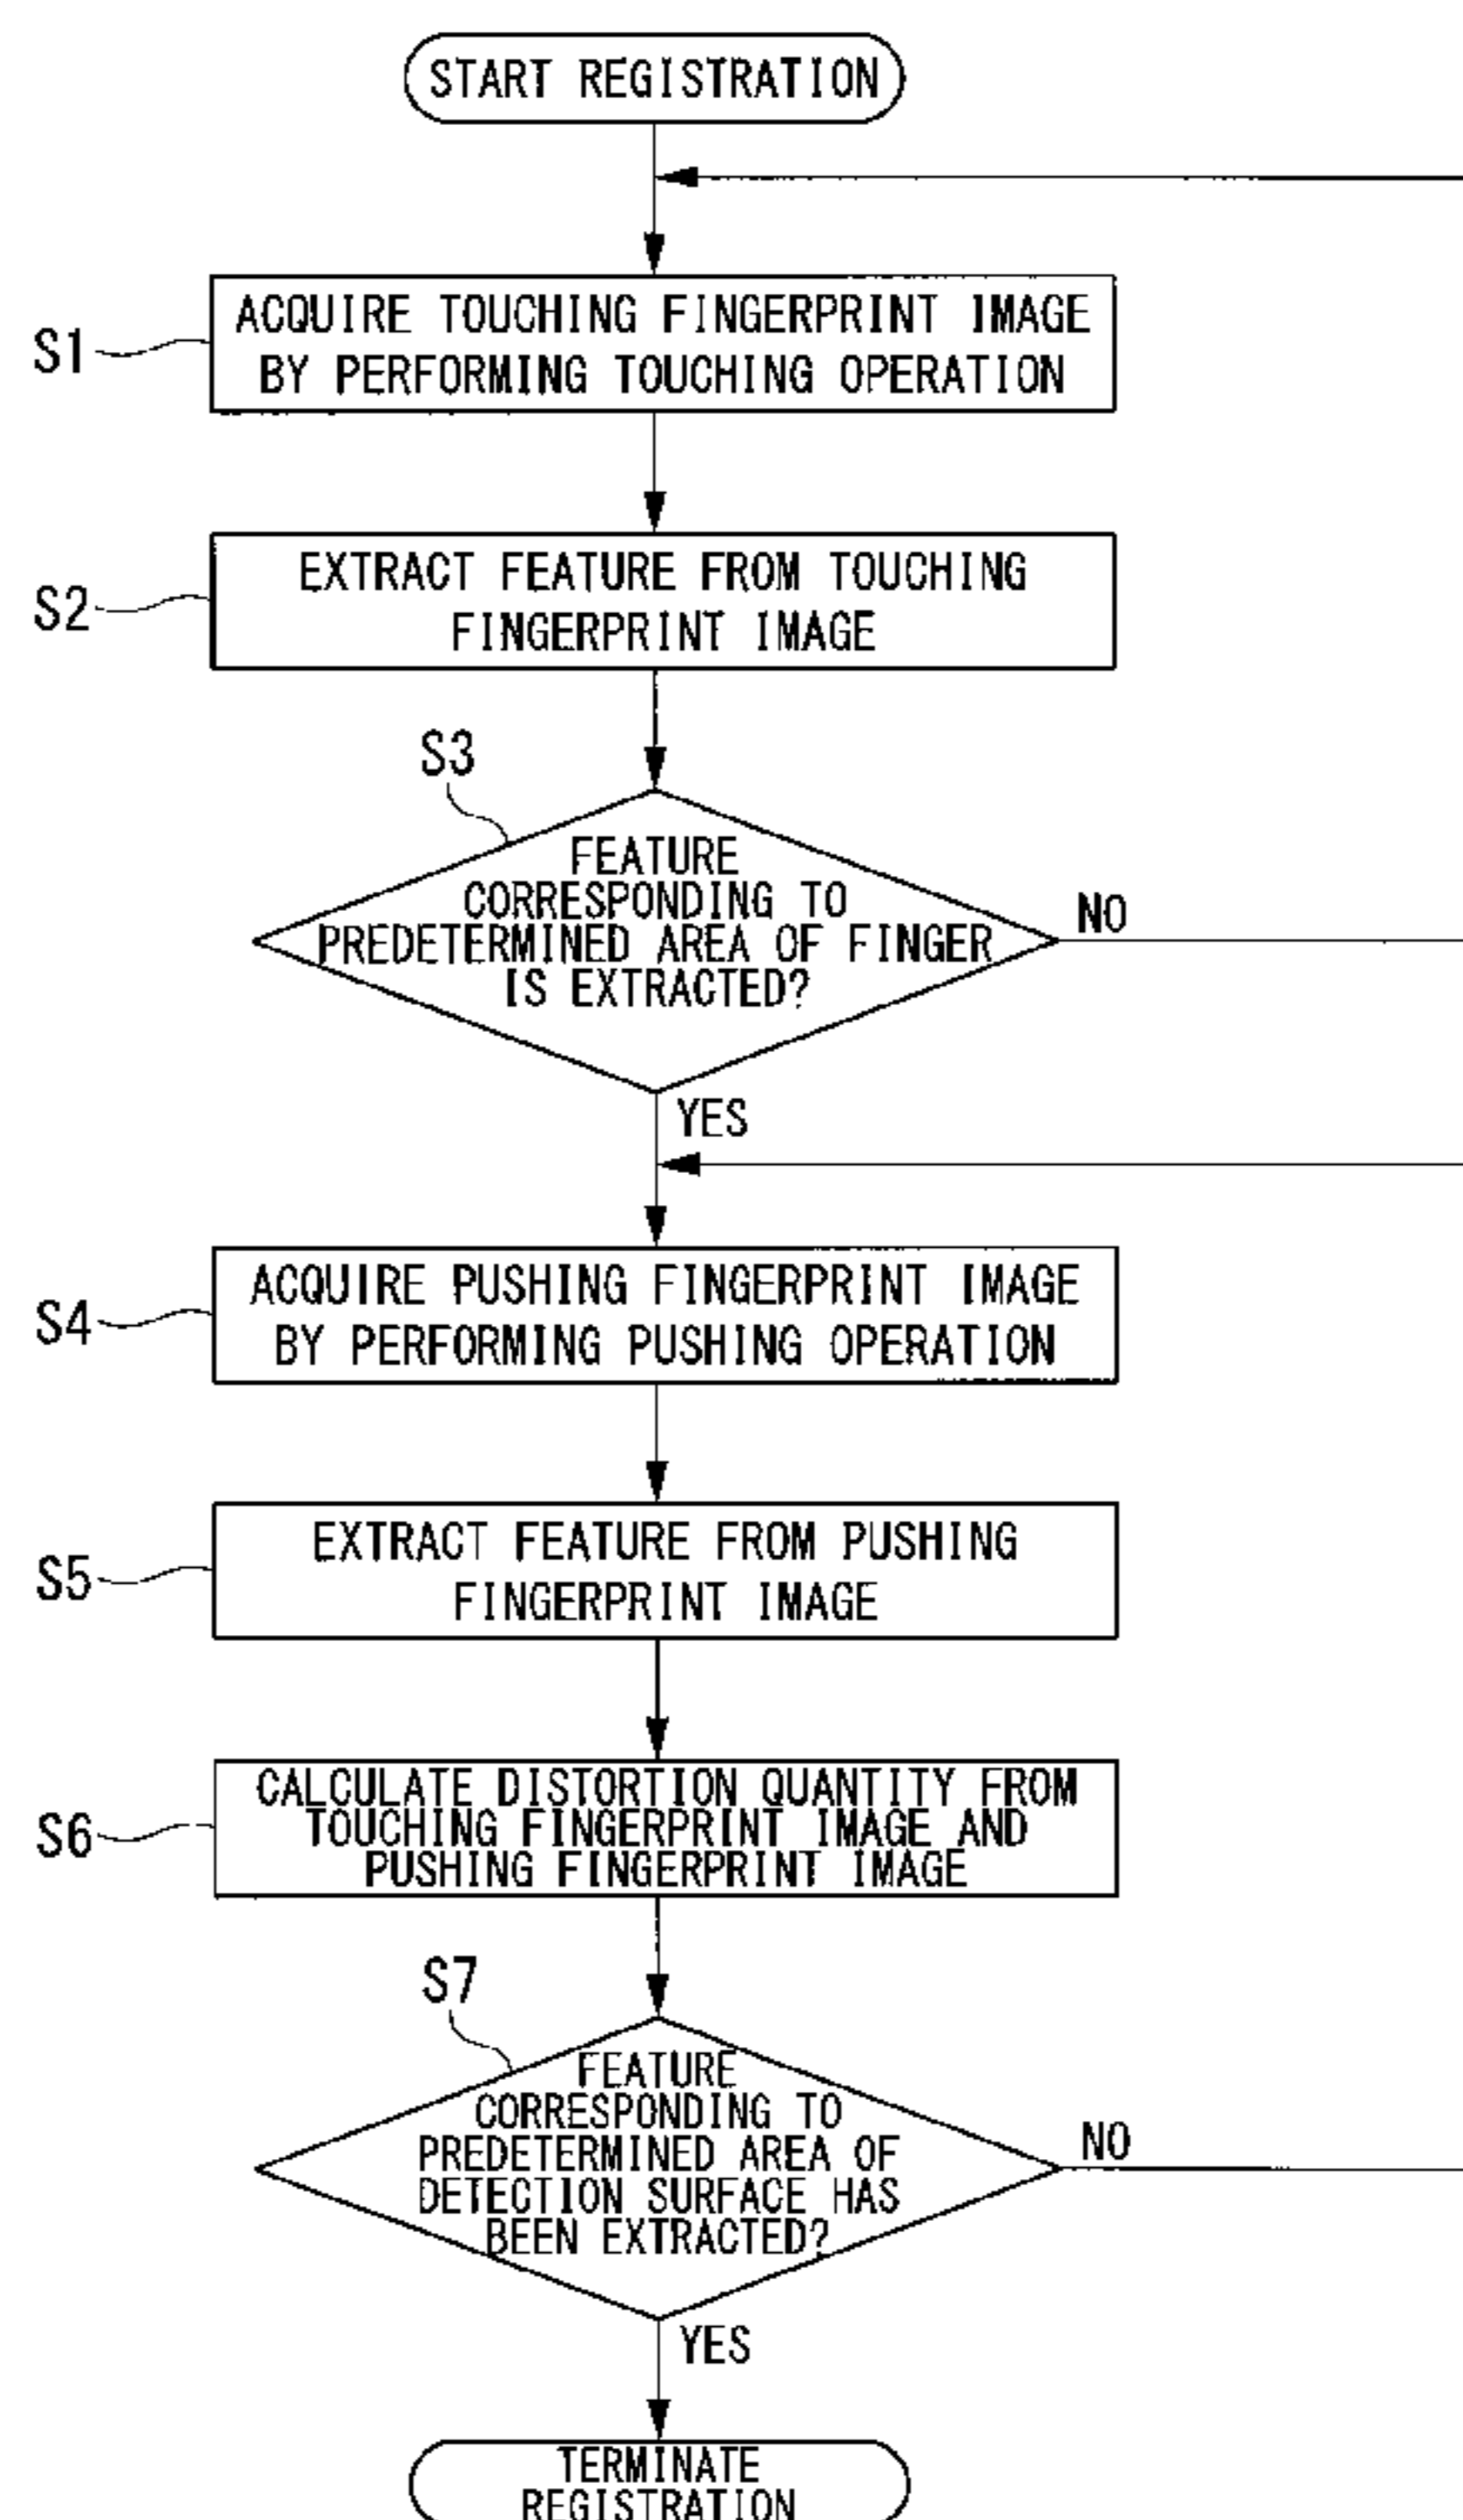 START REGISTRATION
S1
ACQUIRE TOUCHING FINGERPRINT IMAGE
BY PERFORMING TOUCHING OPERATION
S2
EXTRACT FEATURE FROM TOUCHING
FINGERPRINT IMAGE
S3
FEATURE
CORRESPONDING TO
PREDETERMINED AREA OF FINGER
IS EXTRACTED?
NO
YES
S4
ACQUIRE PUSHING FINGERPRINT IMAGE
BY PERFORMING PUSHING OPERATION
S5
EXTRACT FEATURE FROM PUSHING
FINGERPRINT IMAGE
S6
CALCULATE DISTORTION QUANTITY FROM
TOUCHING FINGERPRINT IMAGE AND
PUSHING FINGERPRINT IMAGE
S7
FEATURE
CORRESPONDING TO
PREDETERMINED AREA OF
DETECTION SURFACE HAS
BEEN EXTRACTED?
NO
YES
TERMINATE
REGISTRATION